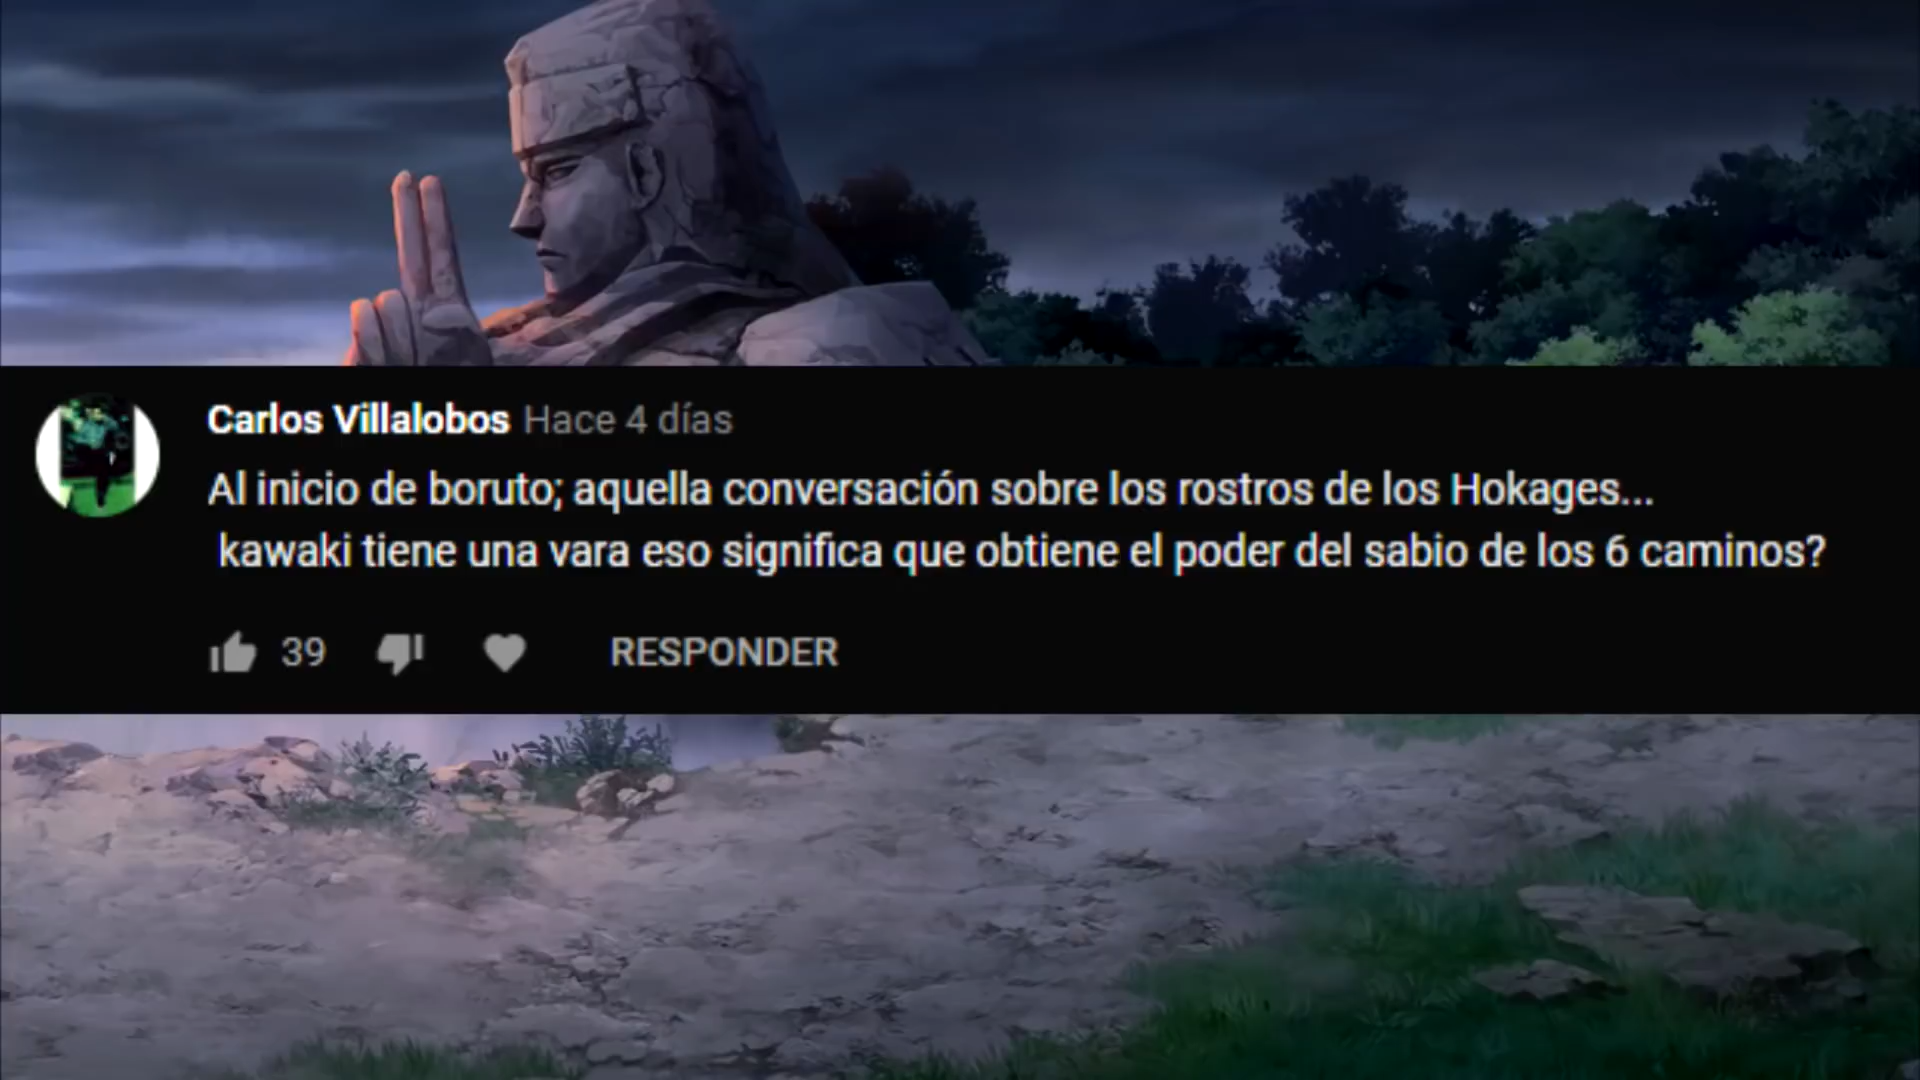 Carlos Villalobos Hace 4 días
Al inicio de boruto; aquella conversación sobre los rostros de los Hokages...
kawaki tiene una vara eso significa que obtiene el poder del sabio de los 6 caminos?
39 RESPONDER